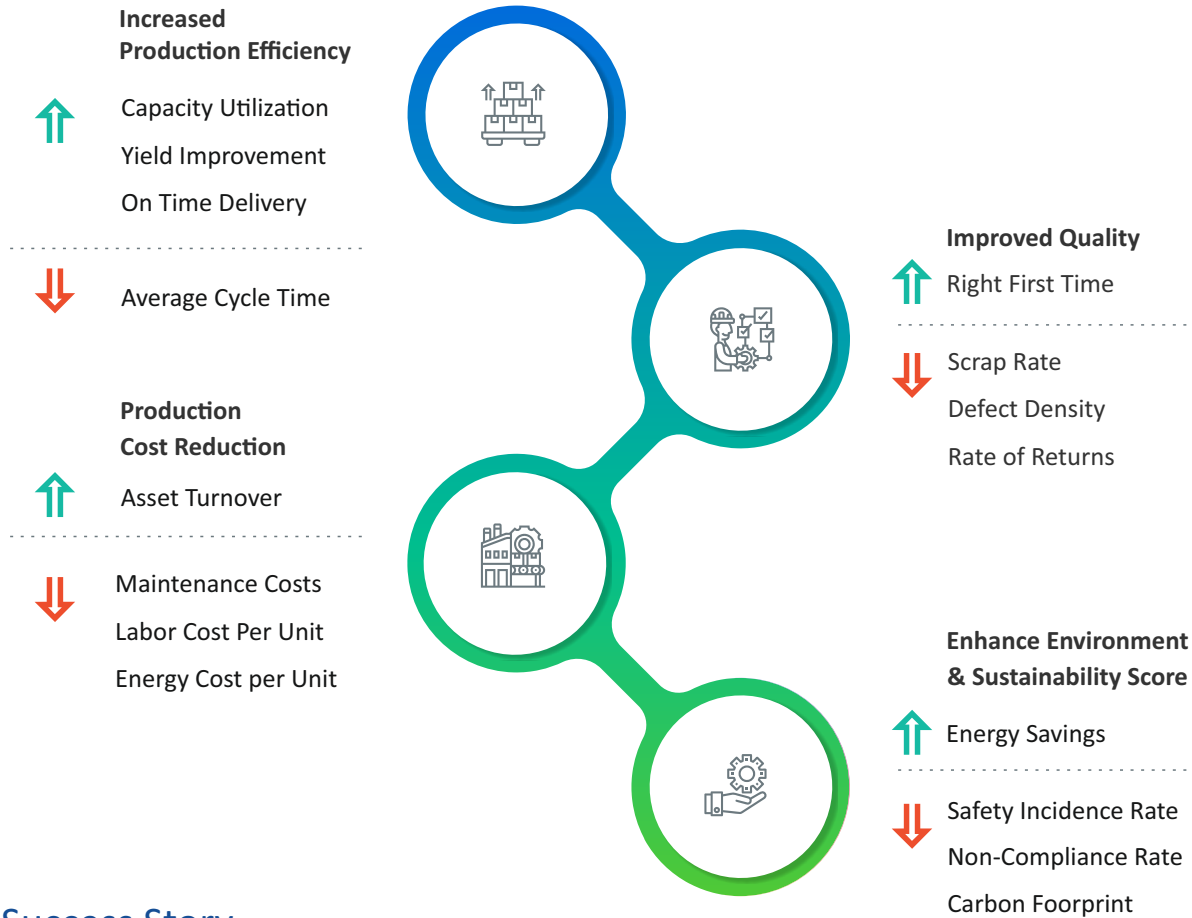 Increased
Production Efficiency
Capacity Utilization
Yield Improvement
On Time Delivery
Average Cycle Time
Improved Quality
Right First Time
Scrap Rate
Defect Density
Rate of Returns
Production
Cost Reduction
Asset Turnover
Maintenance Costs
Labor Cost Per Unit
Energy Cost per Unit
Enhance Environment
& Sustainability Score
Energy Savings
Safety Incidence Rate
Non-Compliance Rate
Carbon Foorprint
Success Story